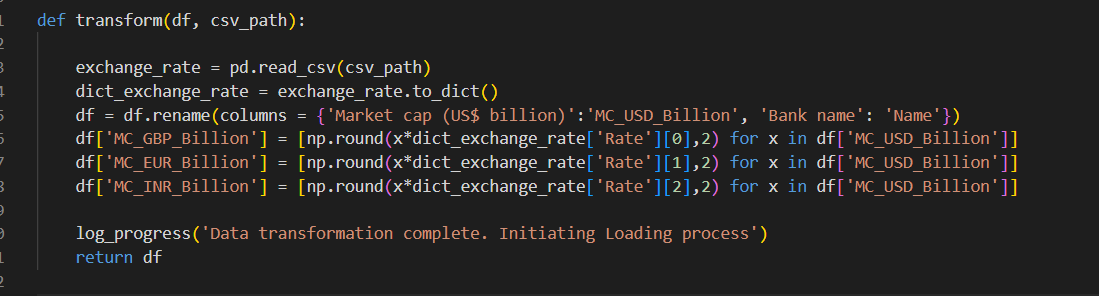 def transform(df, csv_path):
    exchange_rate = pd.read_csv(csv_path)
    dict_exchange_rate = exchange_rate.to_dict()
    df = df.rename(columns = {'Market cap (US$ billion)':'MC_USD_Billion', 'Bank name': 'Name'})
    df['MC_GBP_Billion'] = [np.round(x*dict_exchange_rate['Rate'][0],2) for x in df['MC_USD_Billion']]
    df['MC_EUR_Billion'] = [np.round(x*dict_exchange_rate['Rate'][1],2) for x in df['MC_USD_Billion']]
    df['MC_INR_Billion'] = [np.round(x*dict_exchange_rate['Rate'][2],2) for x in df['MC_USD_Billion']]
    log_progress('Data transformation complete. Initiating Loading process')
    return df